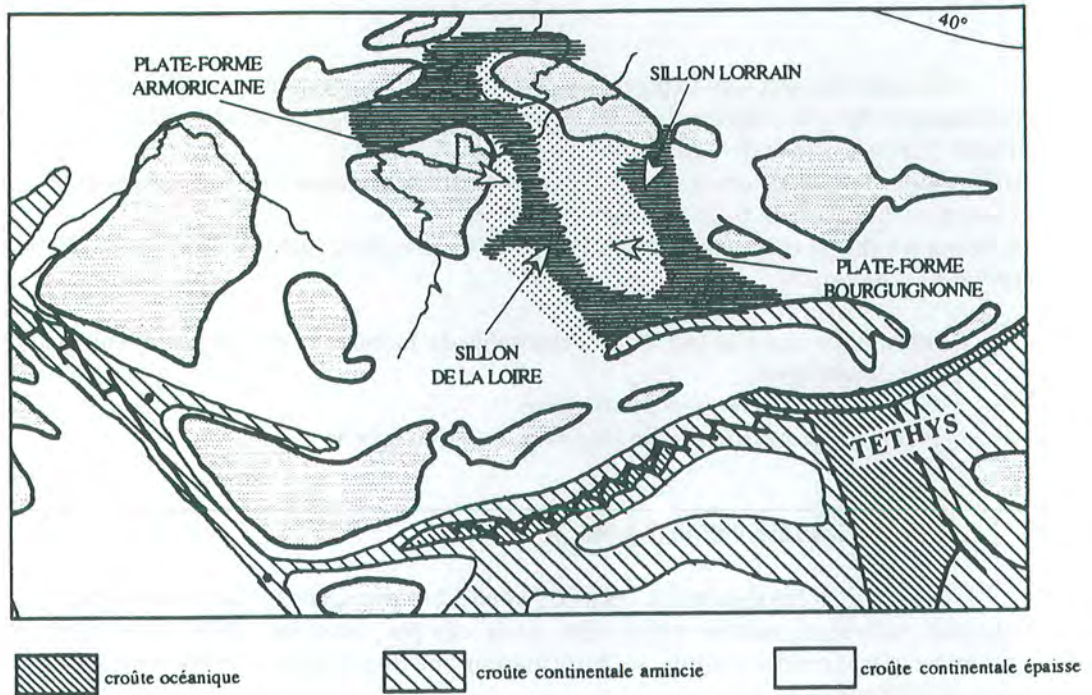 40°
PLATE-FORME
ARMORICAINE
SILLON LORRAIN
PLATE-FORME
BOURGUIGNONNE
SILLON
DE LA LOIRE
TETHYS
croûte océanique
croûte continentale amincie
croûte continentale épaisse